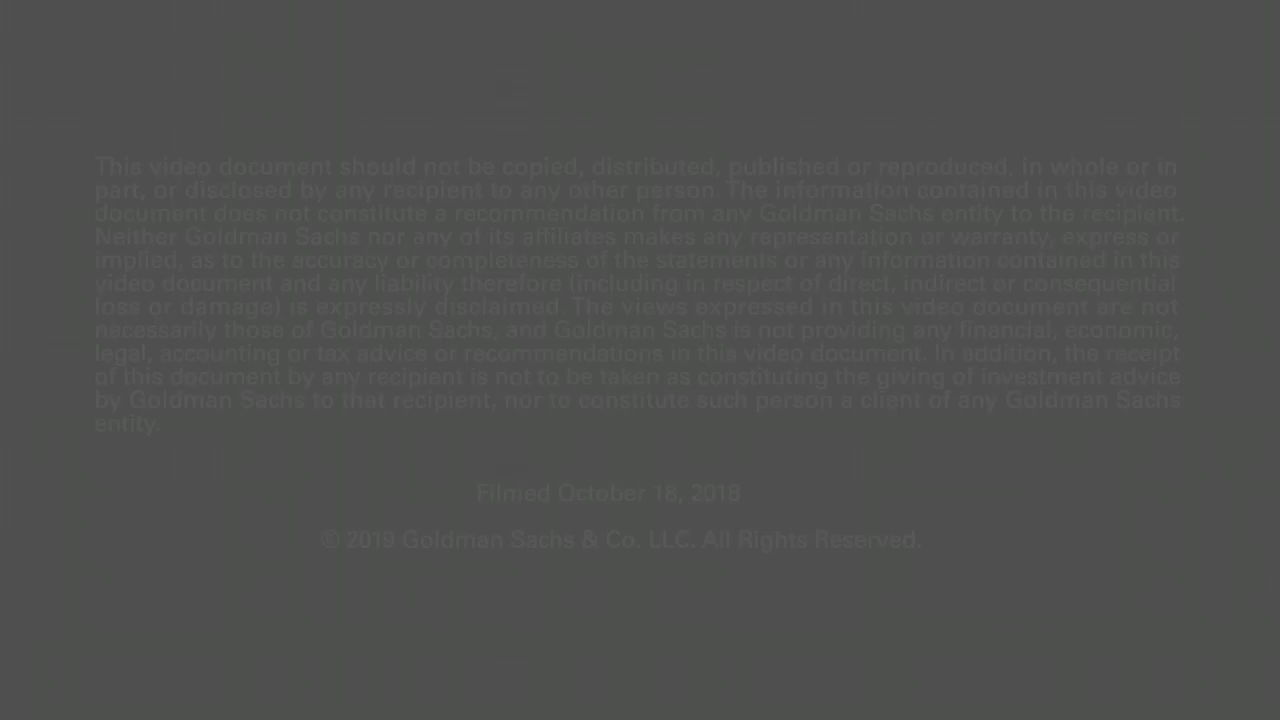 This video document should not be copied, distributed, published or reproduced, in whole or in
part, or disclosed by any recipient to any other person. The information contained in this video
document does not constitute a recommendation from any Goldman Sachs entity to the recipient.
Neither Goldman Sachs nor any of its affiliates makes any representation or warranty, express or
implied, as to the accuracy or completeness of the statements or any information contained in this
video document and any liability therefore (including in respect of direct, indirect or consequential
loss or damage) is expressly disclaimed. The views expressed in this video document are not
necessarily those of Goldman Sachs, and Goldman Sachs is not providing any financial, economic,
legal, accounting or tax advice or recommendations in this video document. In addition, the receipt
of this document by any recipient is not to be taken as constituting the giving of investment advice
by Goldman Sachs to that recipient, nor to constitute such person a client of any Goldman Sachs
entity.
Filmed October 18, 2018
© 2019 Goldman Sachs & Co. LLC. All Rights Reserved.